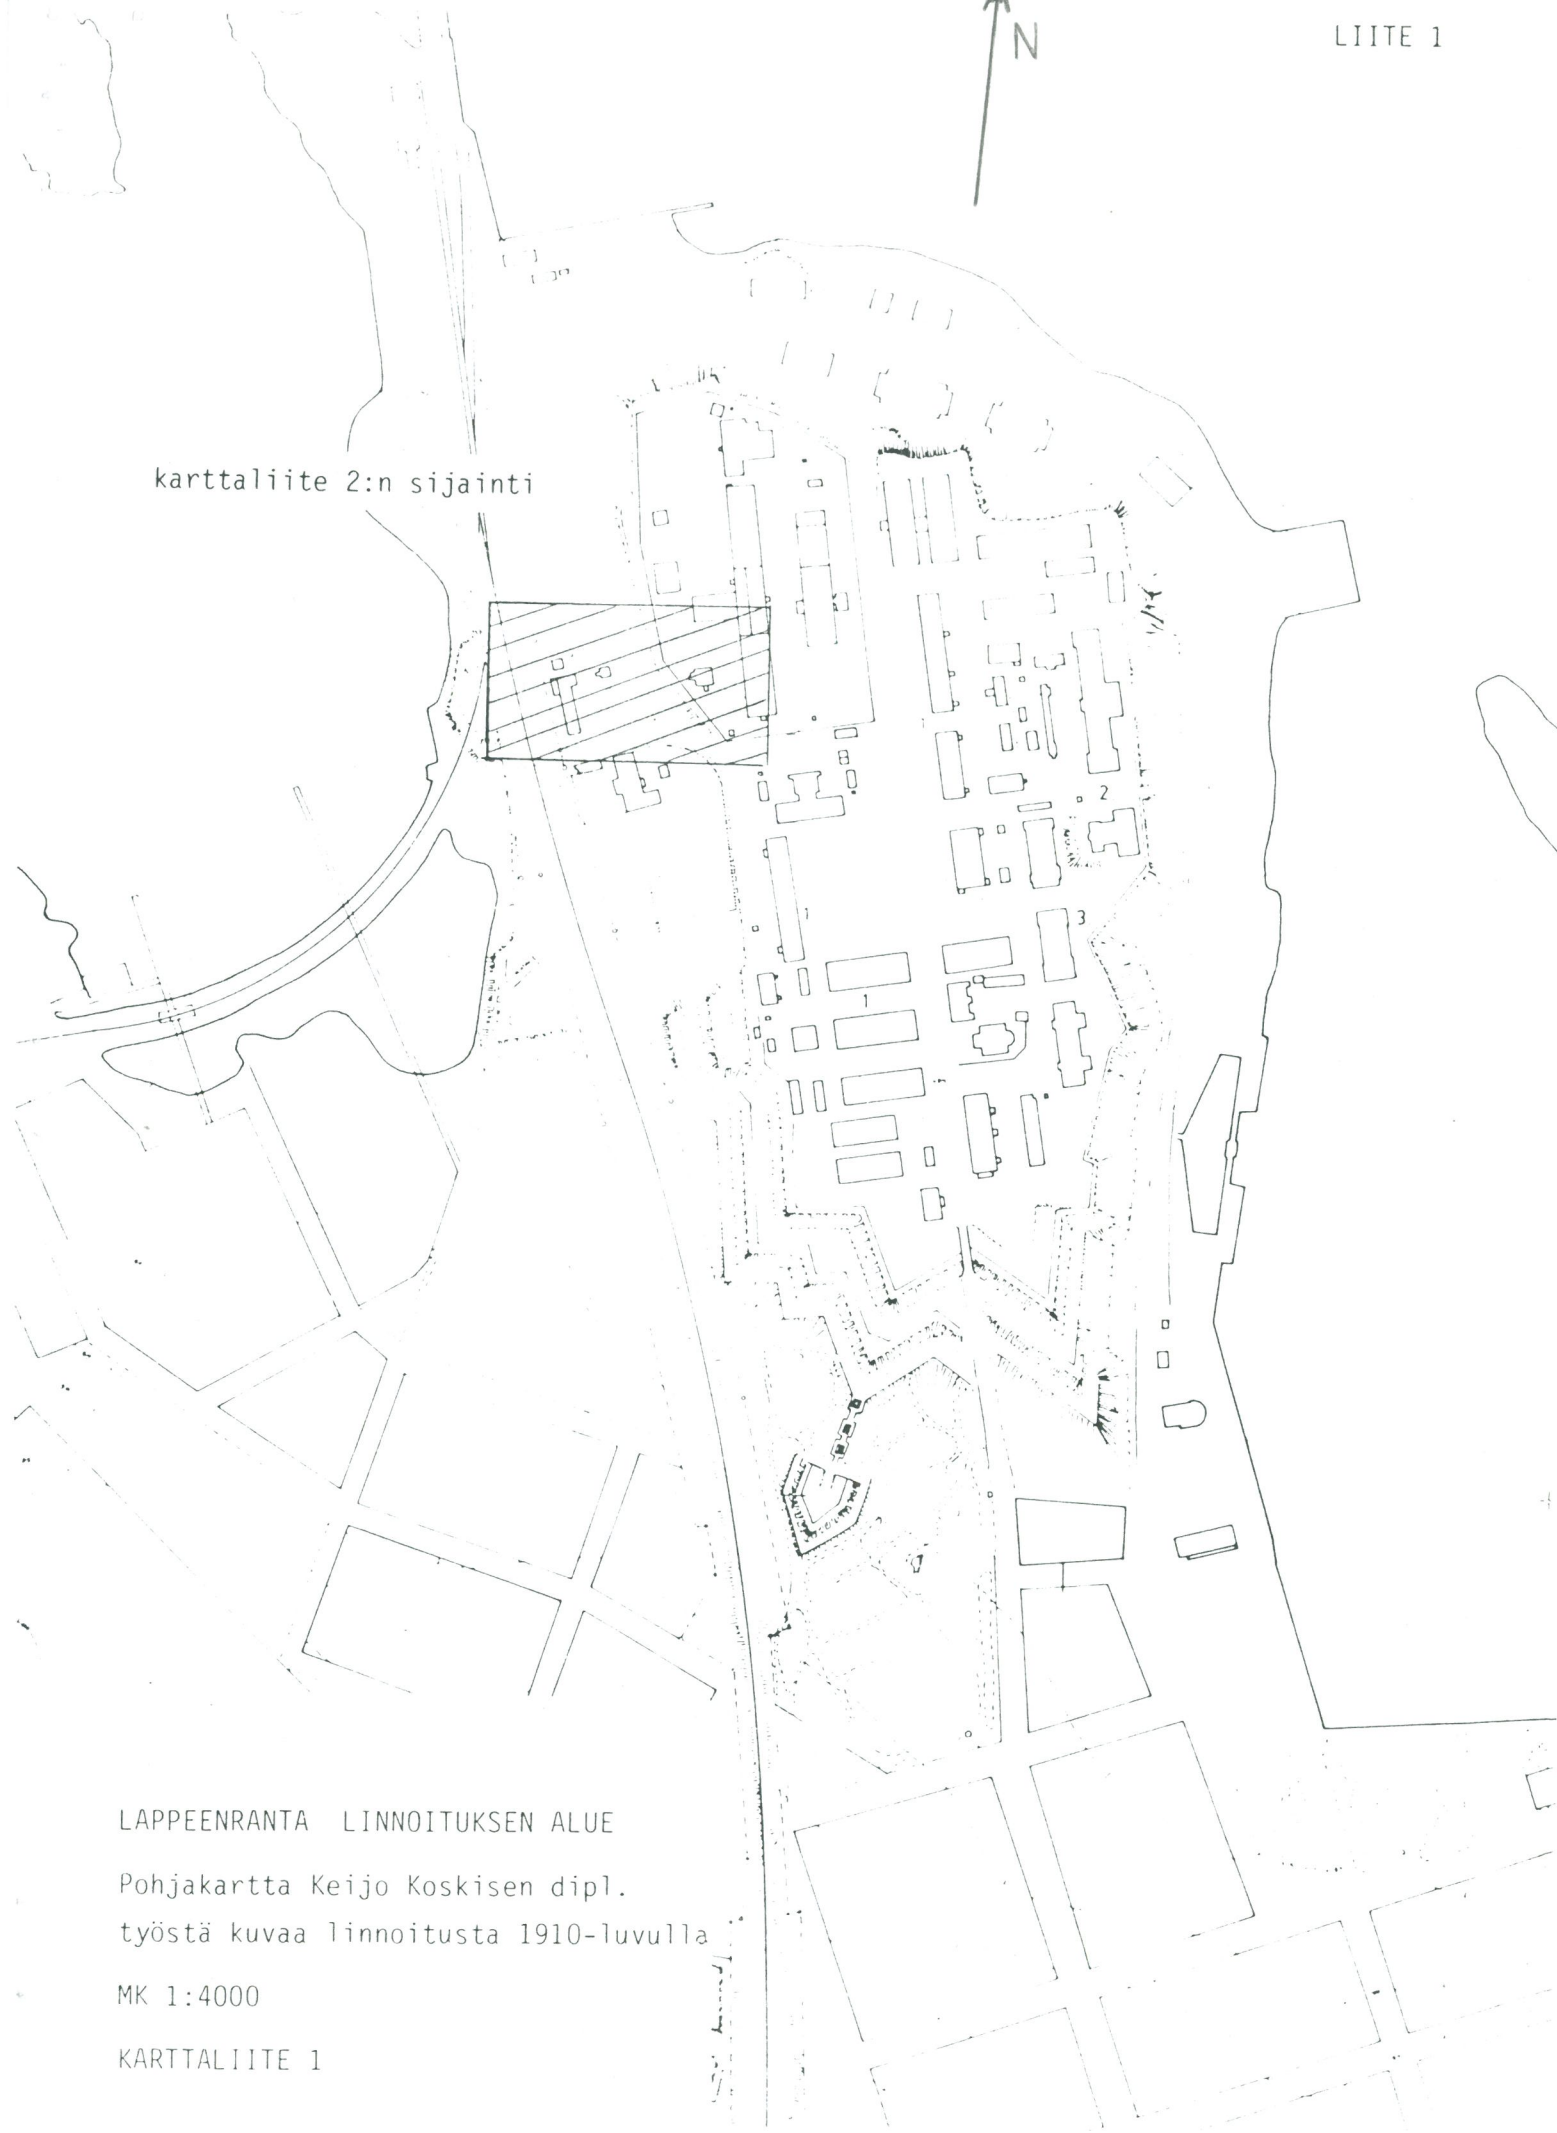 N
LIITE 1
karttaliite 2:n sijainti
2
3
1
LAPPEENRANTA LINNOITUKSEN ALUE
Pohjakartta Keijo Koskisen dipl.
työstä kuvaa linnoitusta 1910-luvulla
MK 1:4000
KARTTALIITE 1